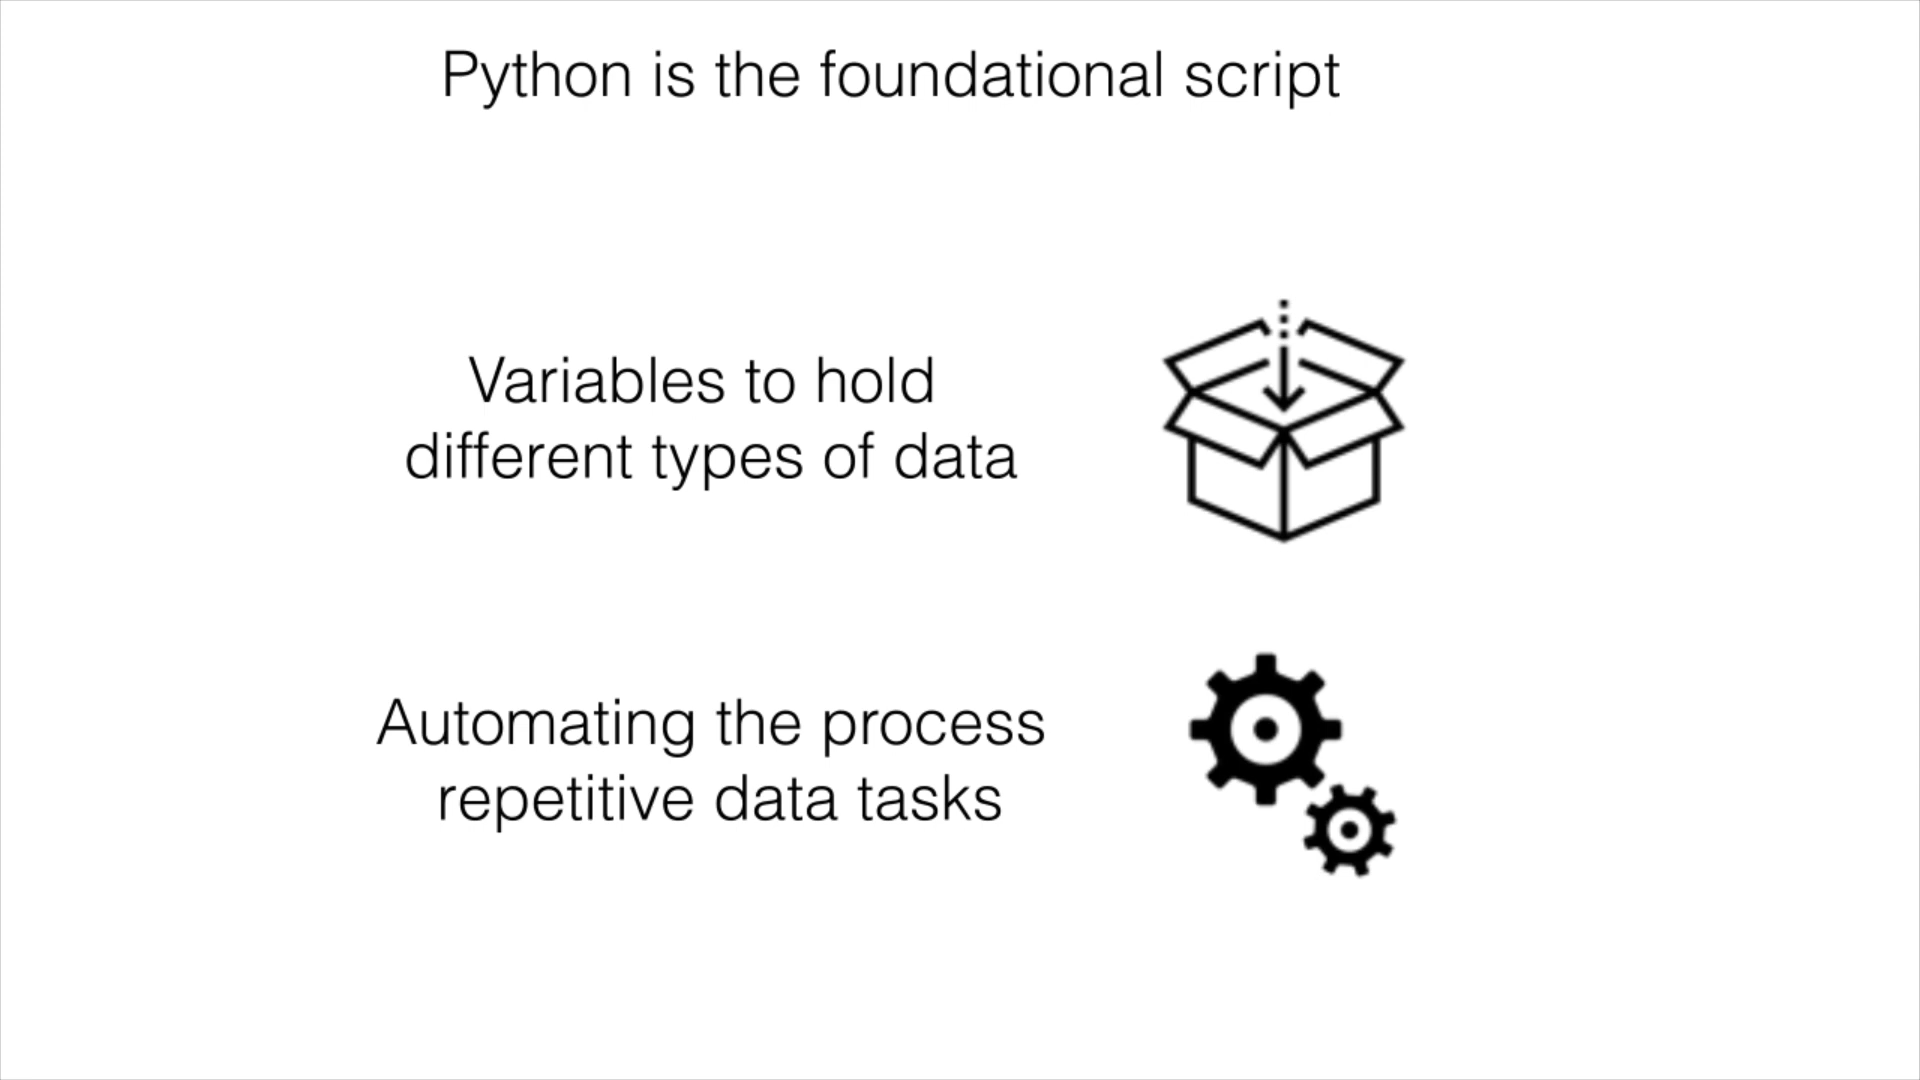 Python is the foundational script
Variables to hold
different types of data
Automating the process
repetitive data tasks